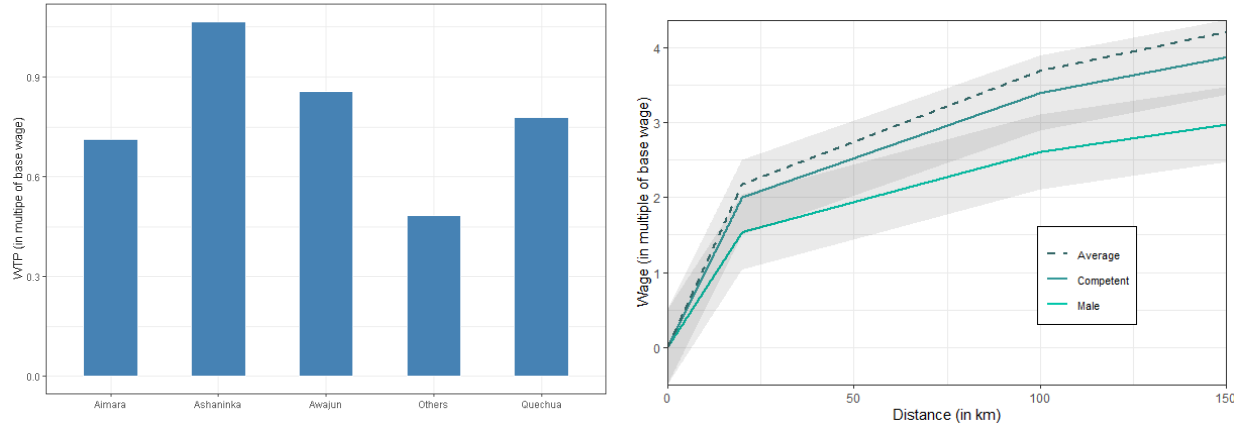 WTP (in multipe of base wage)
0.9
0.6
0.3
0.0
Aimara
Ashaninka
Awajun
Others
Quechua
Wage (in multiple of base wage)
4
3
2
1
0
0
50
100
150
Distance (in km)
Average
Competent
Male